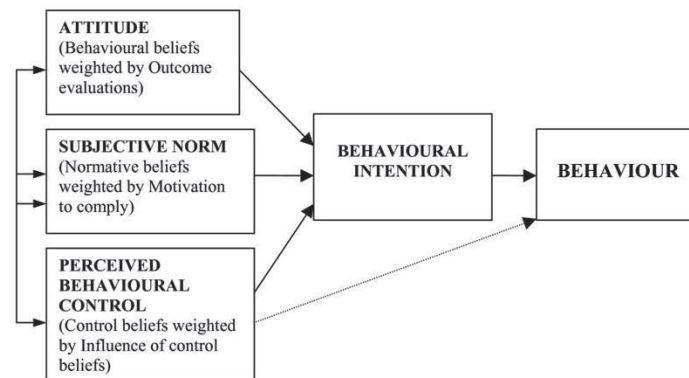 ATTITUDE
(Behavioural beliefs
weighted by Outcome
evaluations)
SUBJECTIVE NORM
(Normative beliefs
weighted by Motivation
to comply)
PERCEIVED
BEHAVIOURAL
CONTROL
(Control beliefs weighted
by Influence of control
beliefs)
BEHAVIOURAL
INTENTION
BEHAVIOUR